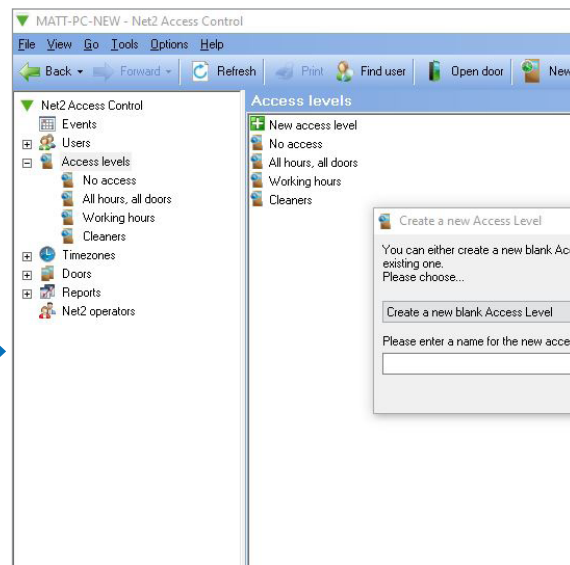 MATT-PC-NEW - Net2 Access Control
File View Go Tools Options Help
Back Forward Refresh Print Find user Open door New
Net2 Access Control
Events
Users
Access levels
No access
All hours, all doors
Working hours
Cleaners
Timezones
Doors
Reports
Net2 operators
Access levels
New access level
No access
All hours, all doors
Working hours
Cleaners
Create a new Access Level
You can either create a new blank Acc
existing one.
Please choose...
Create a new blank Access Level
Please enter a name for the new acce